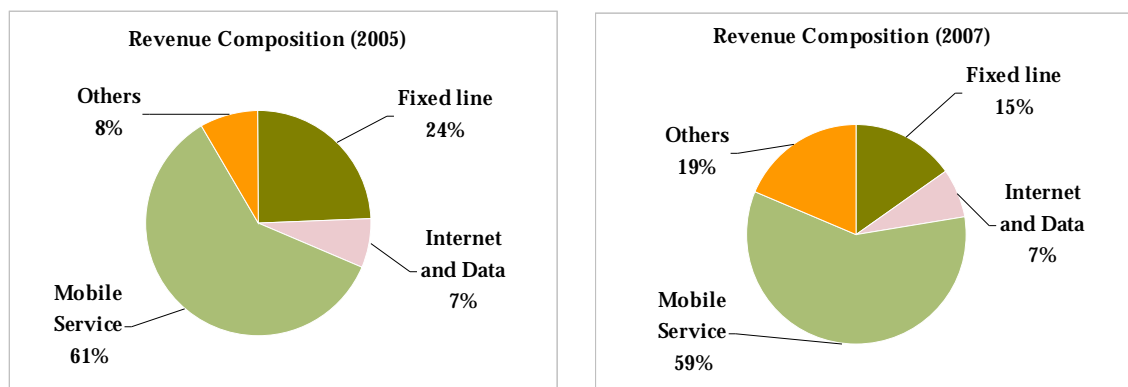 Revenue Composition (2005)
Others
8%
Fixed line
24%
Internet
and Data
7%
Mobile
Service
61%
Revenue Composition (2007)
Fixed line
15%
Others
19%
Internet
and Data
7%
Mobile
Service
59%